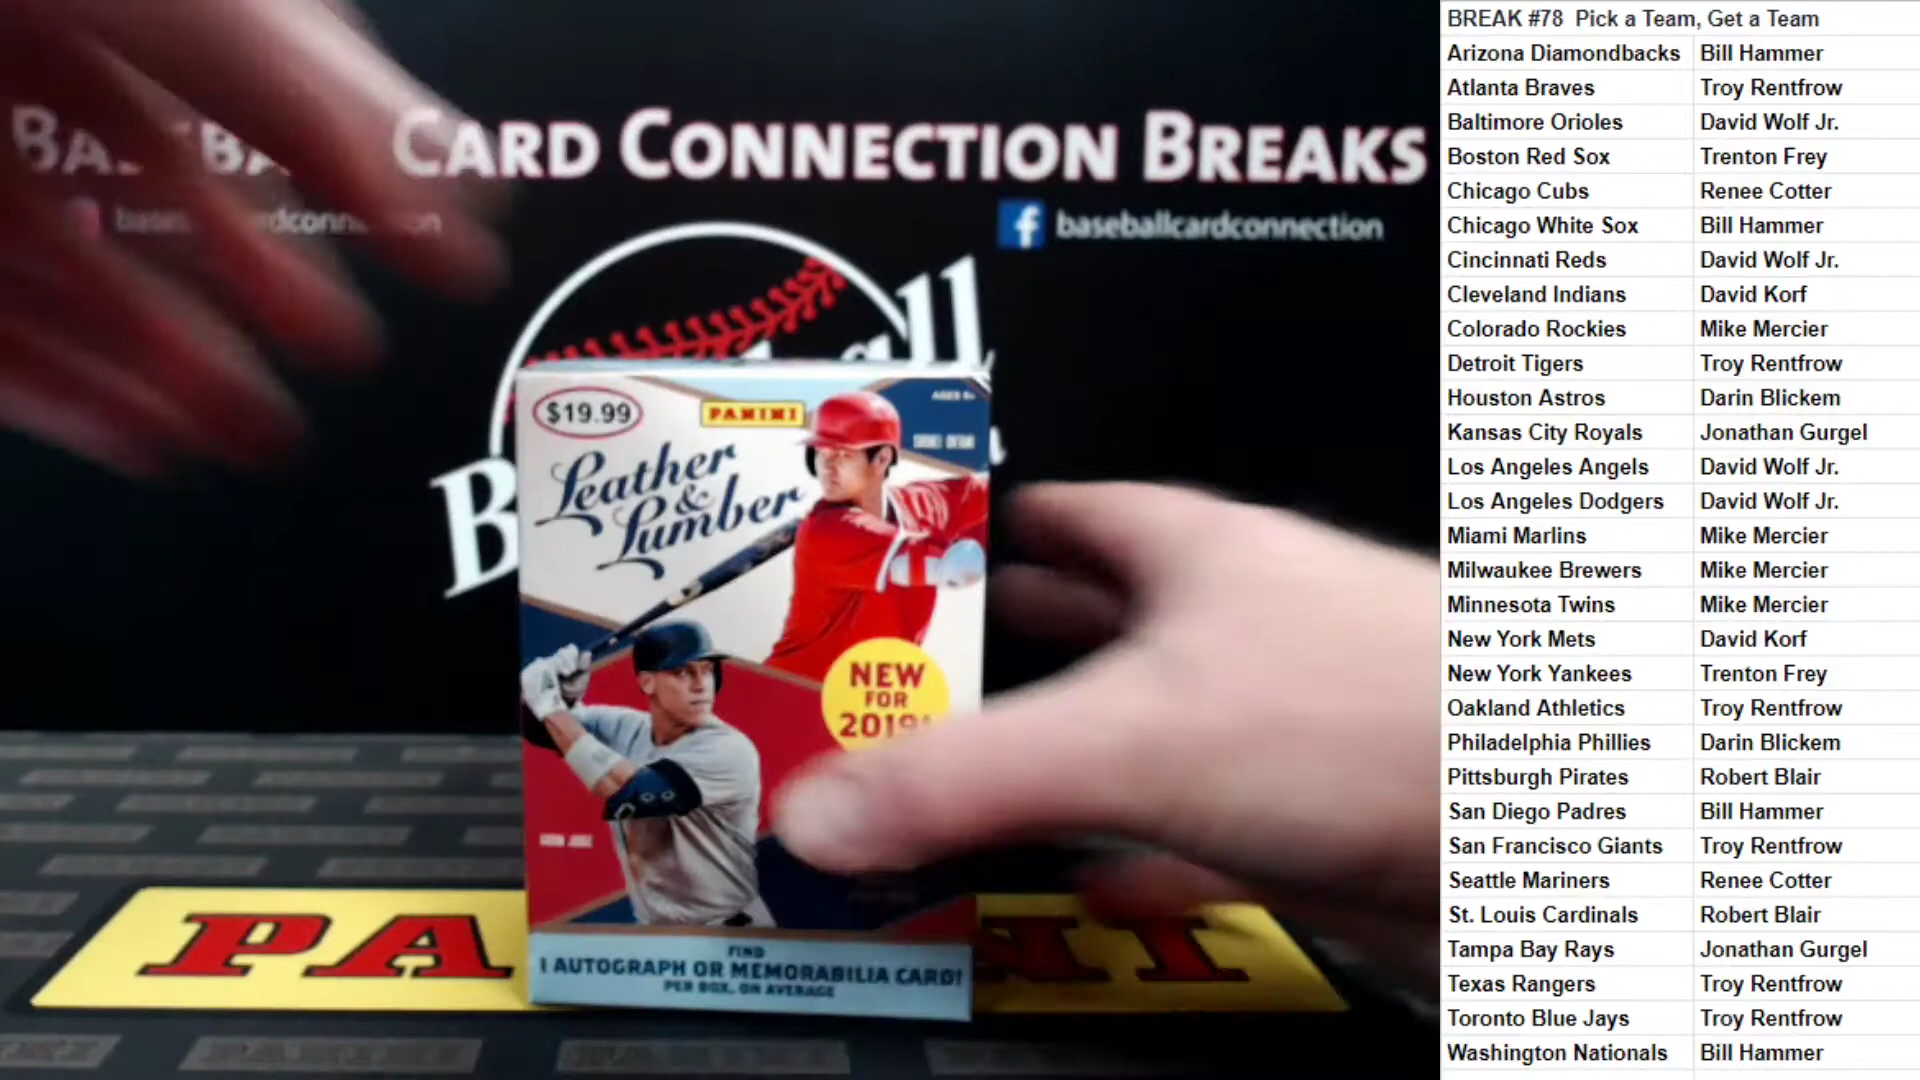 CARD CONNECTION BREAKS
baseballcardconnection
$19.99
PANINI
Leather
&
Lumber
NEW
FOR
2019!
FIND
1 AUTOGRAPH OR MEMORABILIA CARD!
PER BOX, ON AVERAGE
BREAK #78 Pick a Team, Get a Team
Arizona Diamondbacks Bill Hammer
Atlanta Braves Troy Rentfrow
Baltimore Orioles David Wolf Jr.
Boston Red Sox Trenton Frey
Chicago Cubs Renee Cotter
Chicago White Sox Bill Hammer
Cincinnati Reds David Wolf Jr.
Cleveland Indians David Korf
Colorado Rockies Mike Mercier
Detroit Tigers Troy Rentfrow
Houston Astros Darin Blickem
Kansas City Royals Jonathan Gurgel
Los Angeles Angels David Wolf Jr.
Los Angeles Dodgers David Wolf Jr.
Miami Marlins Mike Mercier
Milwaukee Brewers Mike Mercier
Minnesota Twins Mike Mercier
New York Mets David Korf
New York Yankees Trenton Frey
Oakland Athletics Troy Rentfrow
Philadelphia Phillies Darin Blickem
Pittsburgh Pirates Robert Blair
San Diego Padres Bill Hammer
San Francisco Giants Troy Rentfrow
Seattle Mariners Renee Cotter
St. Louis Cardinals Robert Blair
Tampa Bay Rays Jonathan Gurgel
Texas Rangers Troy Rentfrow
Toronto Blue Jays Troy Rentfrow
Washington Nationals Bill Hammer